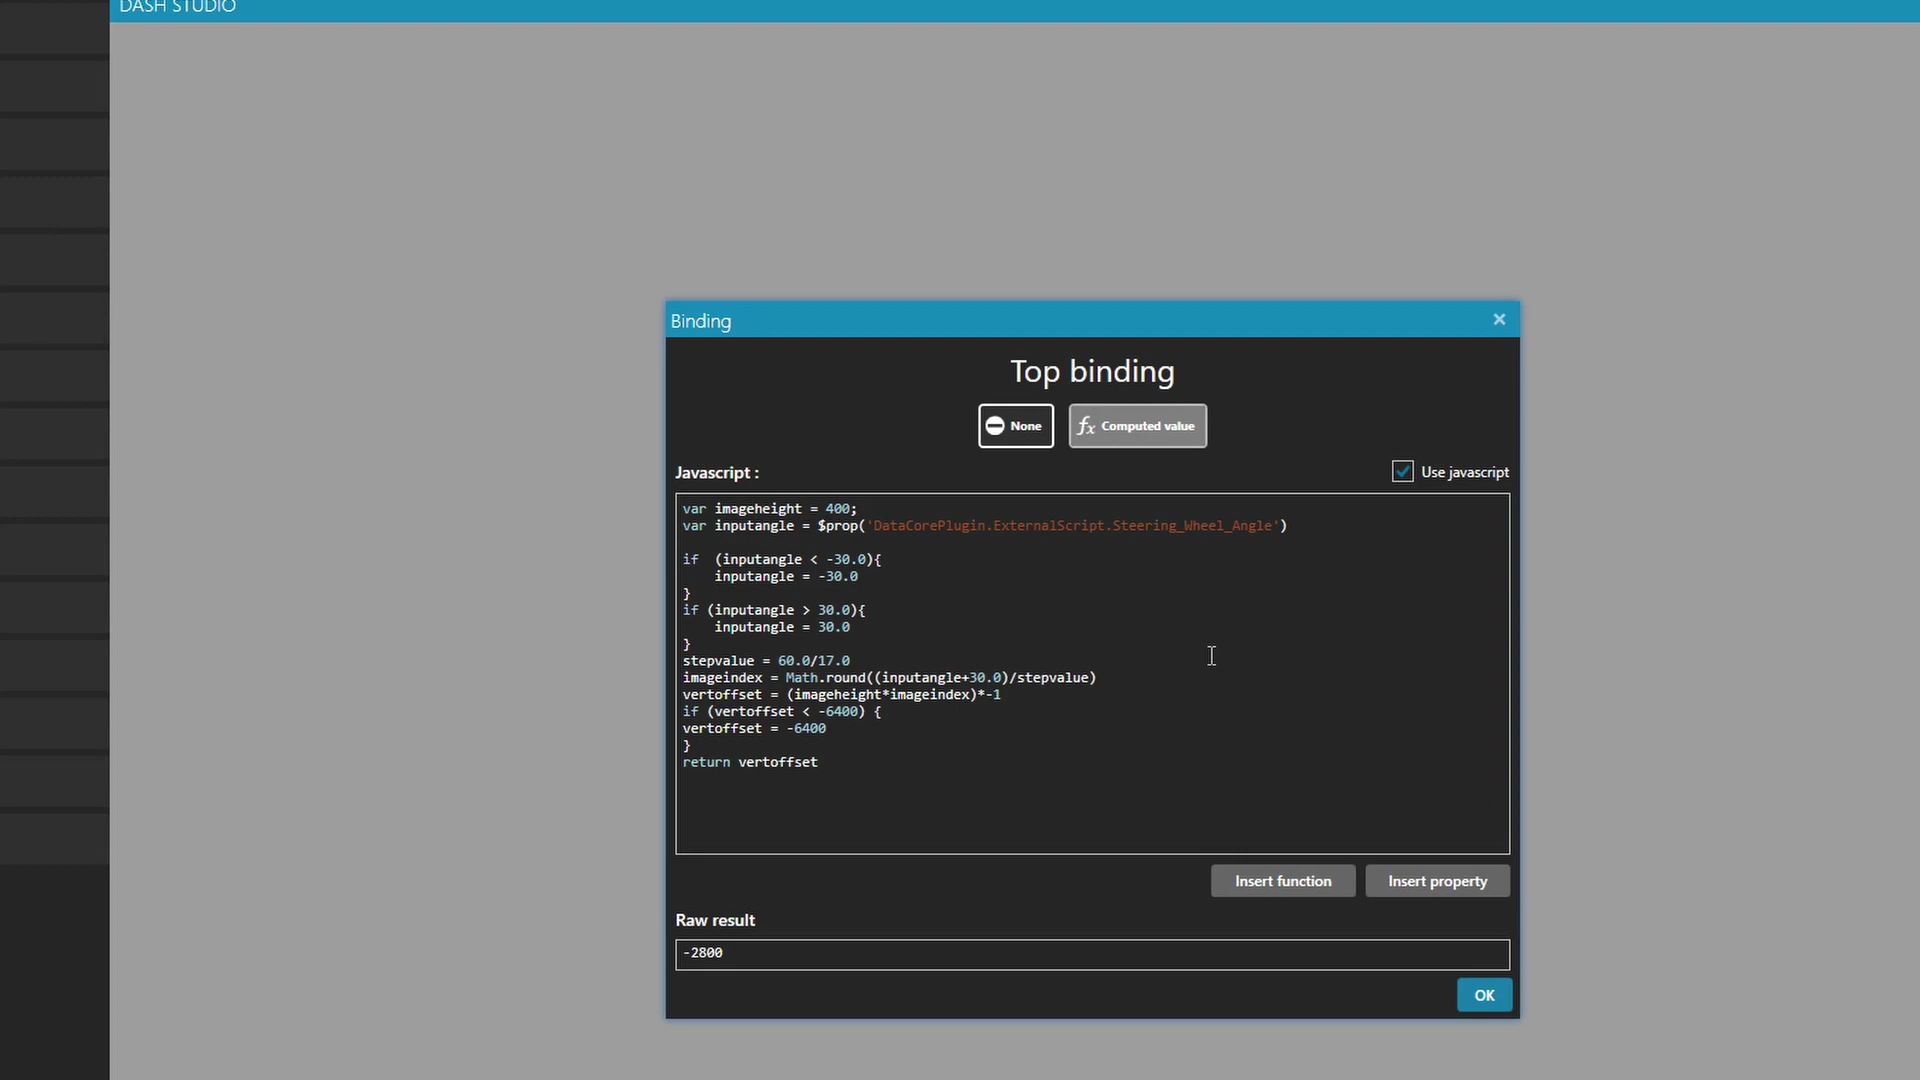 DASH STUDIO
Binding
Top binding
None
Computed value
Javascript :
Use javascript
var imageheight = 400;
var inputangle = $prop('DataCorePlugin.ExternalScript.Steering_Wheel_Angle')
if  (inputangle < -30.0){
    inputangle = -30.0
}
if (inputangle > 30.0){
    inputangle = 30.0
}
stepvalue = 60.0/17.0
imageindex = Math.round((inputangle+30.0)/stepvalue)
vertoffset = (imageheight*imageindex)*-1
if (vertoffset < -6400) {
vertoffset = -6400
}
return vertoffset
Insert function
Insert property
Raw result
-2800
OK